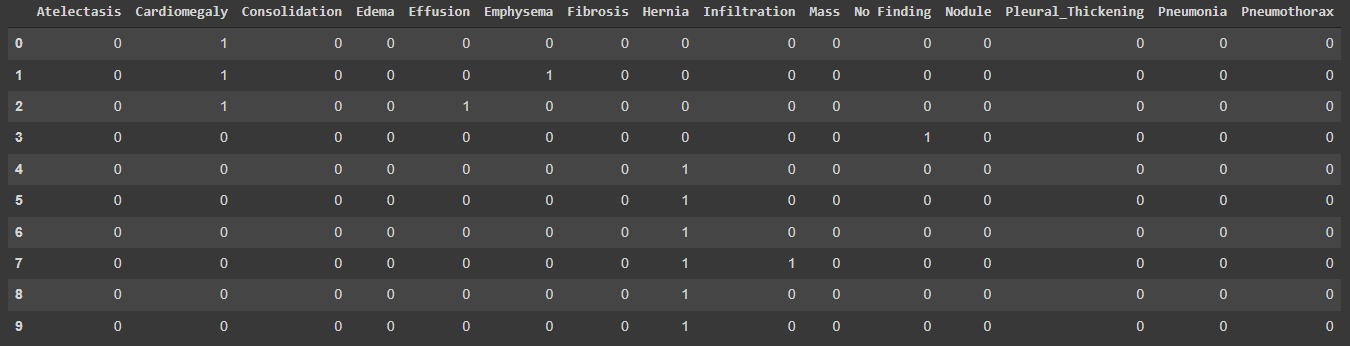 Atelectasis Cardiomegaly Consolidation Edema Effusion Emphysema Fibrosis Hernia Infiltration Mass No Finding Nodule Pleural_Thickening Pneumonia Pneumothorax
0 0 1 0 0 0 0 0 0 0 0 0 0 0 0 0
1 0 1 0 0 0 1 0 0 0 0 0 0 0 0 0
2 0 1 0 0 1 0 0 0 0 0 0 0 0 0 0
3 0 0 0 0 0 0 0 0 0 0 1 0 0 0 0
4 0 0 0 0 0 0 0 1 0 0 0 0 0 0 0
5 0 0 0 0 0 0 0 1 0 0 0 0 0 0 0
6 0 0 0 0 0 0 0 1 0 0 0 0 0 0 0
7 0 0 0 0 0 0 0 1 1 0 0 0 0 0 0
8 0 0 0 0 0 0 0 1 0 0 0 0 0 0 0
9 0 0 0 0 0 0 0 1 0 0 0 0 0 0 0